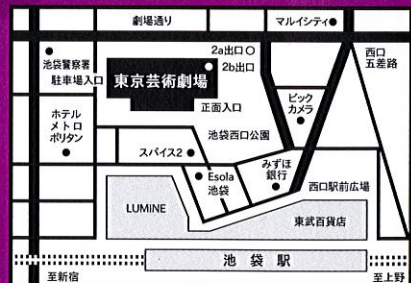 劇場通り
マルイシティ
2a出口
2b出口
西口
五差路
池袋警察署
駐車場入口
東京芸術劇場
正面入口
ビック
カメラ
ホテル
メトロ
ポリタン
池袋西口公園
スパイス2
Esola
池袋
みずほ
銀行
西口駅前広場
LUMINE
東武百貨店
池袋駅
至新宿
至上野